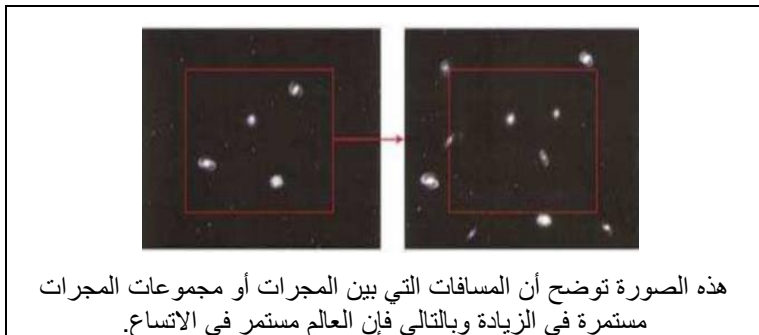 هذه الصورة توضح أن المسافات التي بين المجرات أو مجموعات المجرات
مستمرة في الزيادة وبالتالي فإن العالم مستمر في الاتساع.